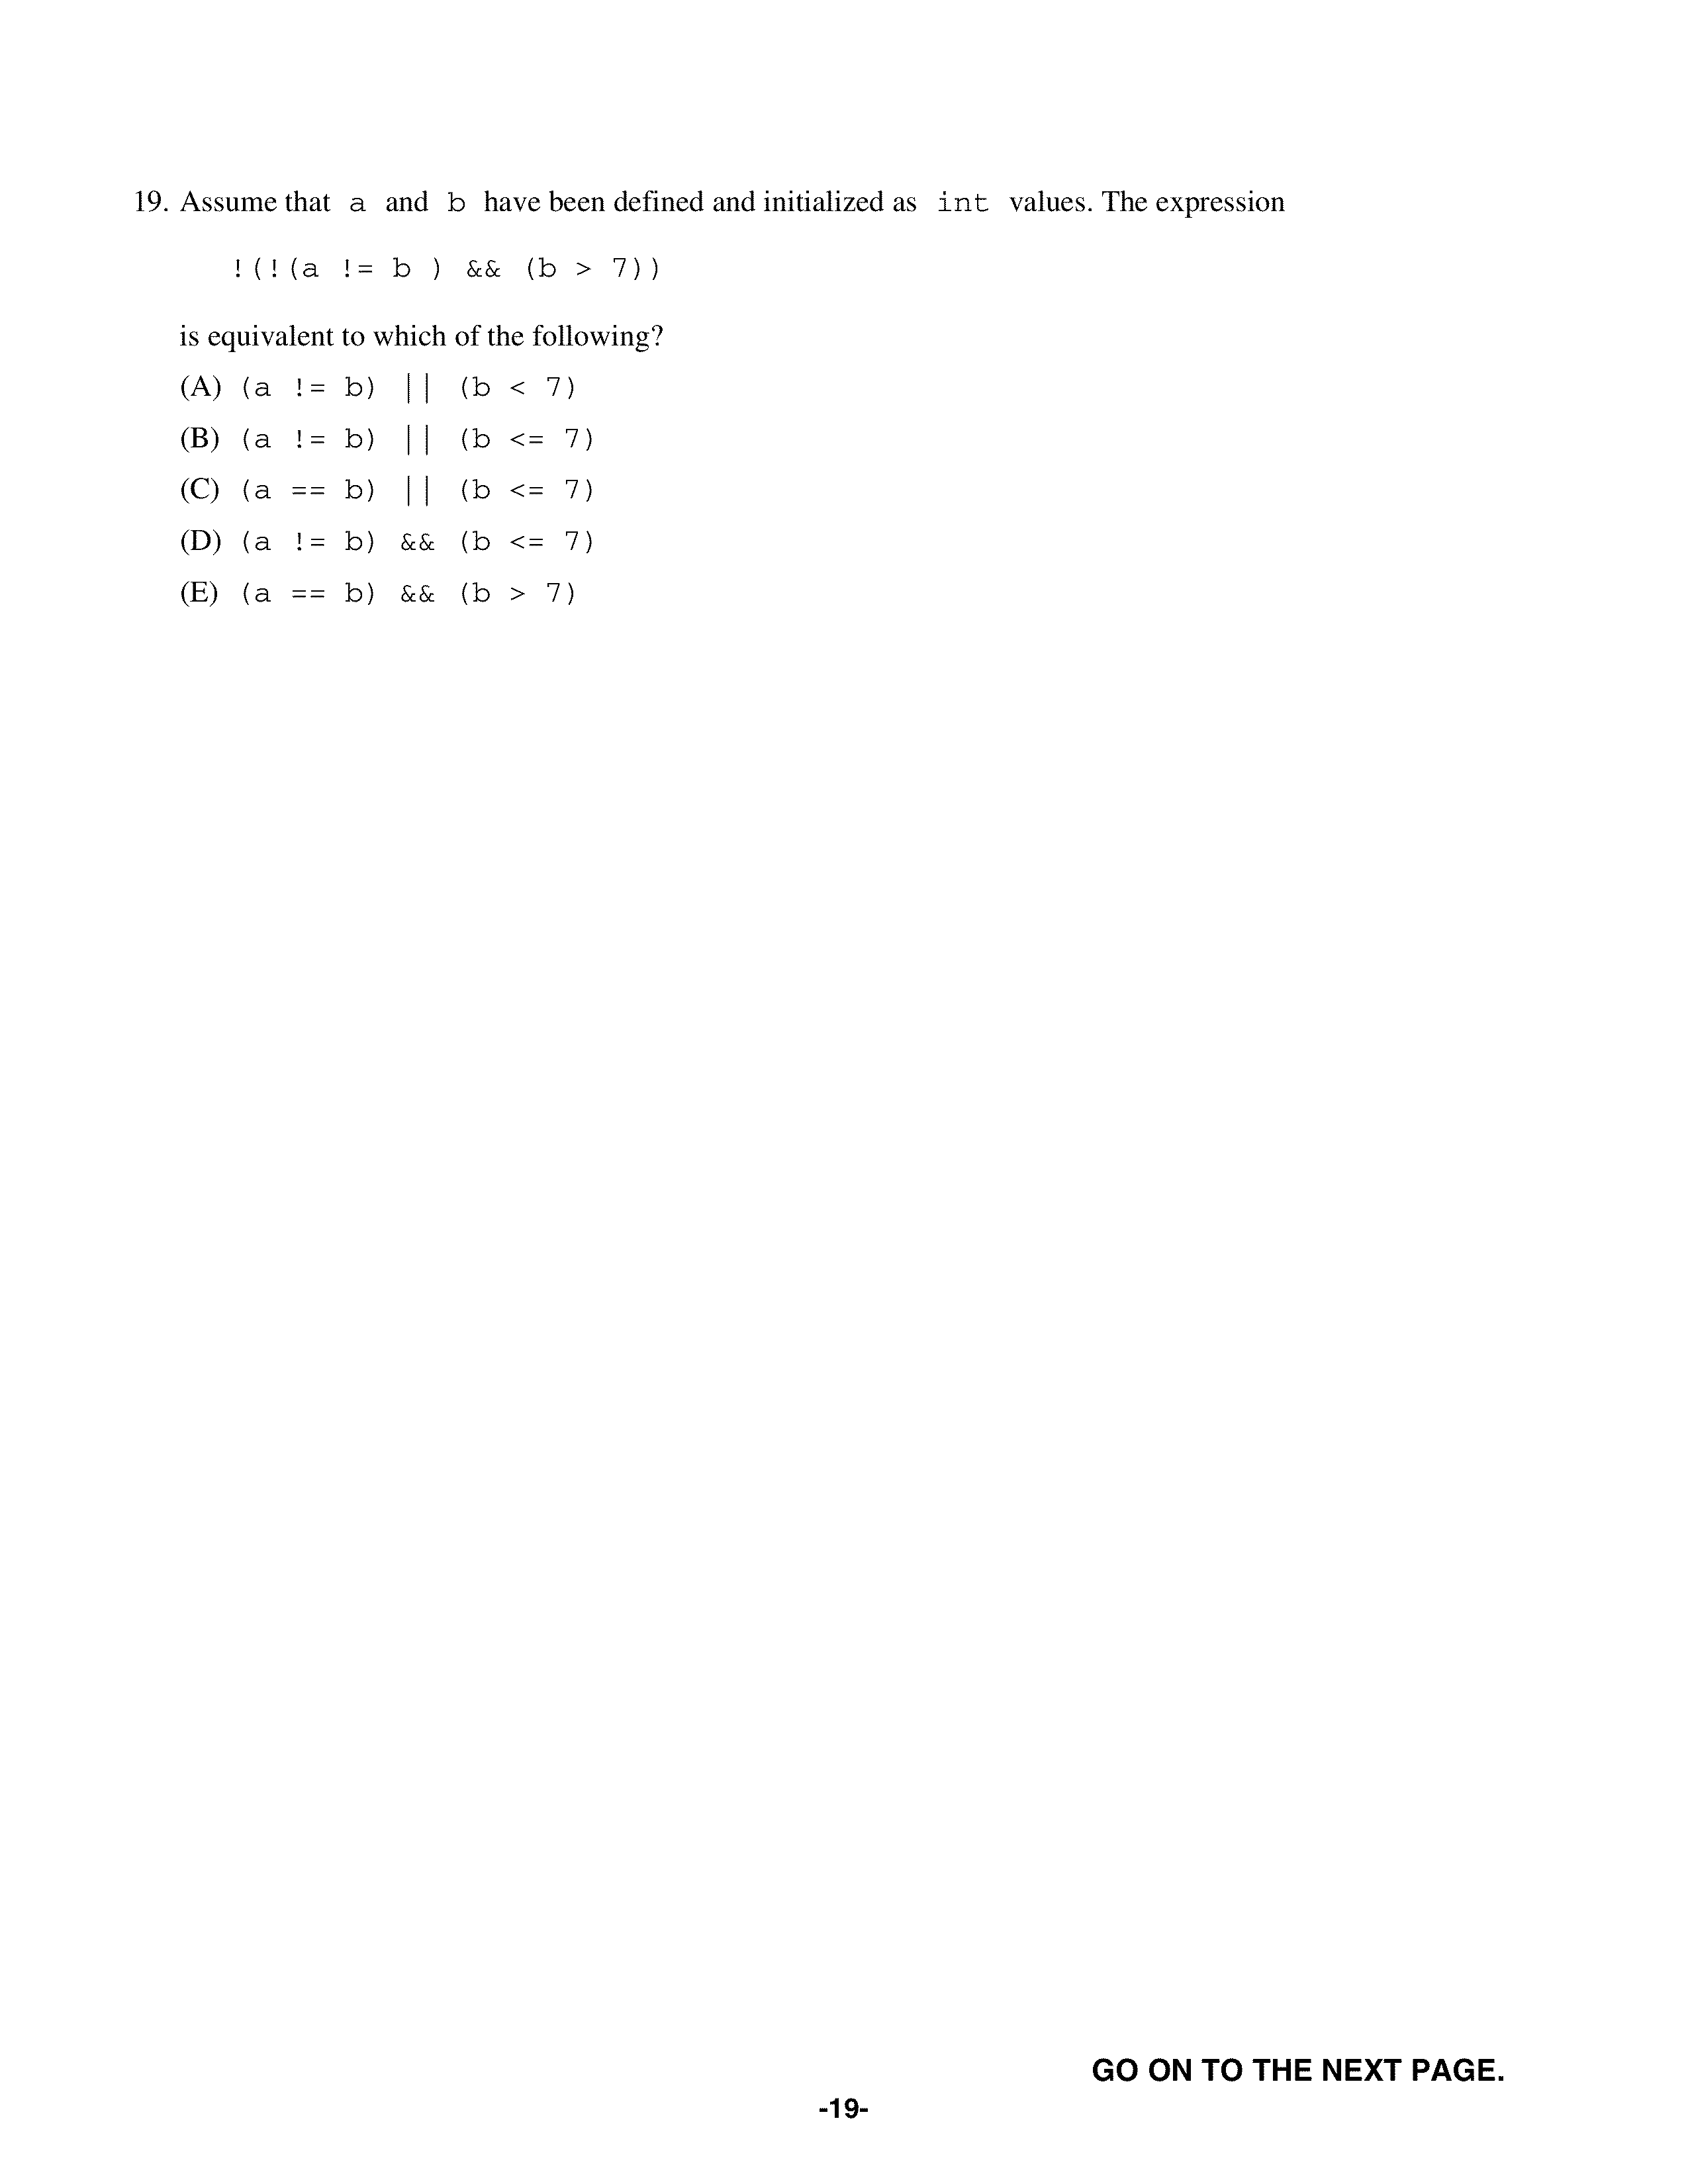 19. Assume that a and b have been defined and initialized as int values. The expression
!(!(a != b ) && (b > 7))
is equivalent to which of the following?
(A) (a != b) || (b < 7)
(B) (a != b) || (b <= 7)
(C) (a == b) || (b <= 7)
(D) (a != b) && (b <= 7)
(E) (a == b) && (b > 7)
GO ON TO THE NEXT PAGE.
-19-